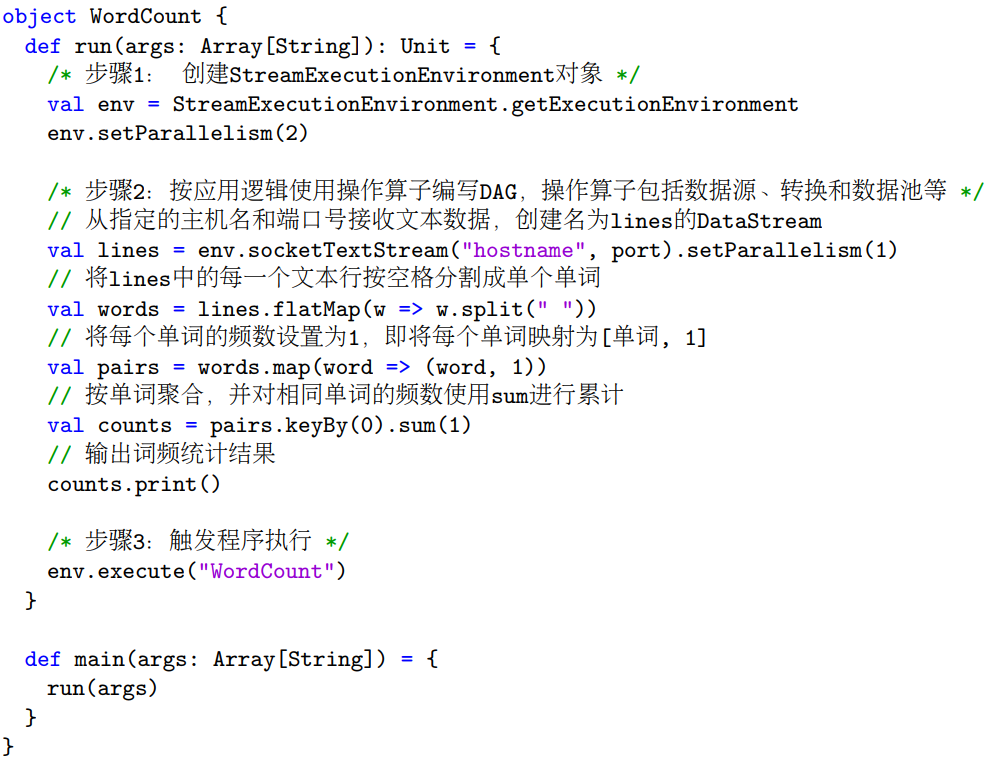 object WordCount {
  def run(args: Array[String]): Unit = {
    /* 步骤1： 创建StreamExecutionEnvironment对象 */
    val env = StreamExecutionEnvironment.getExecutionEnvironment
    env.setParallelism(2)

    /* 步骤2：按应用逻辑使用操作算子编写DAG，操作算子包括数据源、转换和数据池等 */
    // 从指定的主机名和端口号接收文本数据，创建名为lines的DataStream
    val lines = env.socketTextStream("hostname", port).setParallelism(1)
    // 将lines中的每一个文本行按空格分割成单个单词
    val words = lines.flatMap(w => w.split(" "))
    // 将每个单词的频数设置为1，即将每个单词映射为[单词, 1]
    val pairs = words.map(word => (word, 1))
    // 按单词聚合，并对相同单词的频数使用sum进行累计
    val counts = pairs.keyBy(0).sum(1)
    // 输出词频统计结果
    counts.print()

    /* 步骤3：触发程序执行 */
    env.execute("WordCount")
  }

  def main(args: Array[String]) = {
    run(args)
  }
}